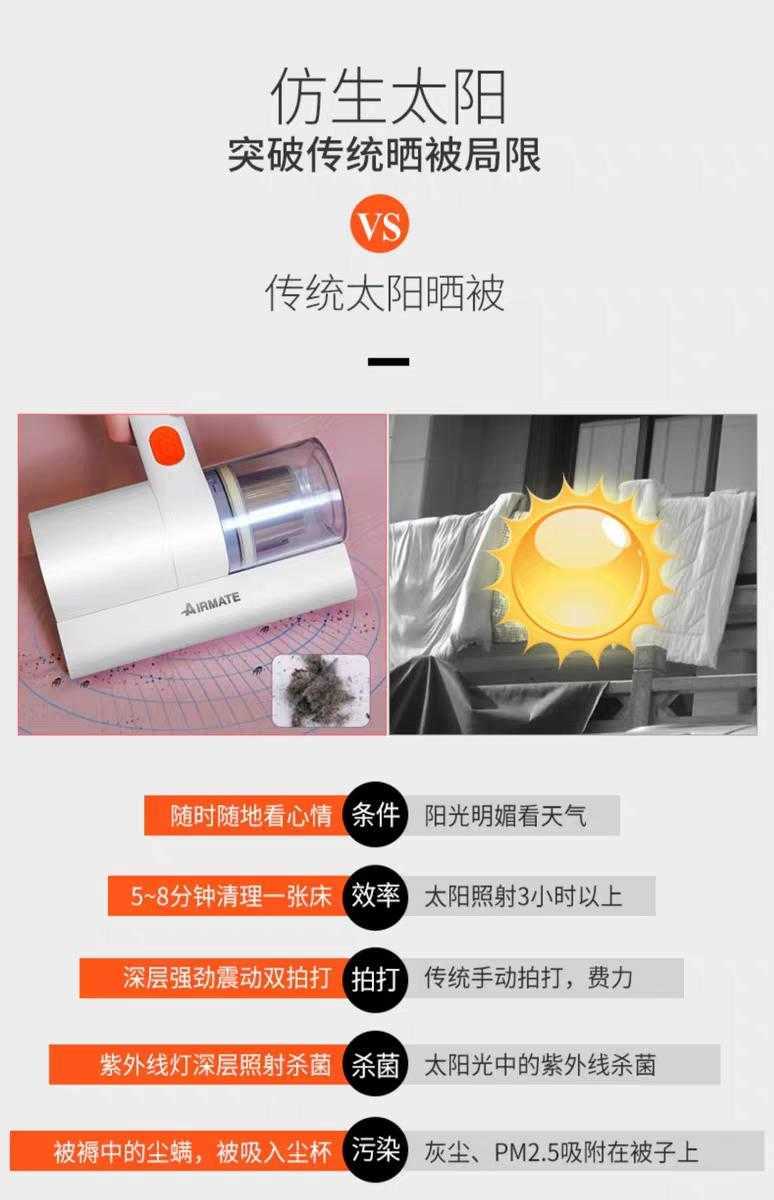 仿生太阳
突破传统晒被局限
VS
传统太阳晒被
AIRMATE
随时随地看心情 条件 阳光明媚看天气
5~8分钟清理一张床 效率 太阳照射3小时以上
深层强劲震动双拍打 拍打 传统手动拍打，费力
紫外线灯深层照射杀菌 杀菌 太阳光中的紫外线杀菌
被褥中的尘螨，被吸入尘杯 污染 灰尘、PM2.5吸附在被子上